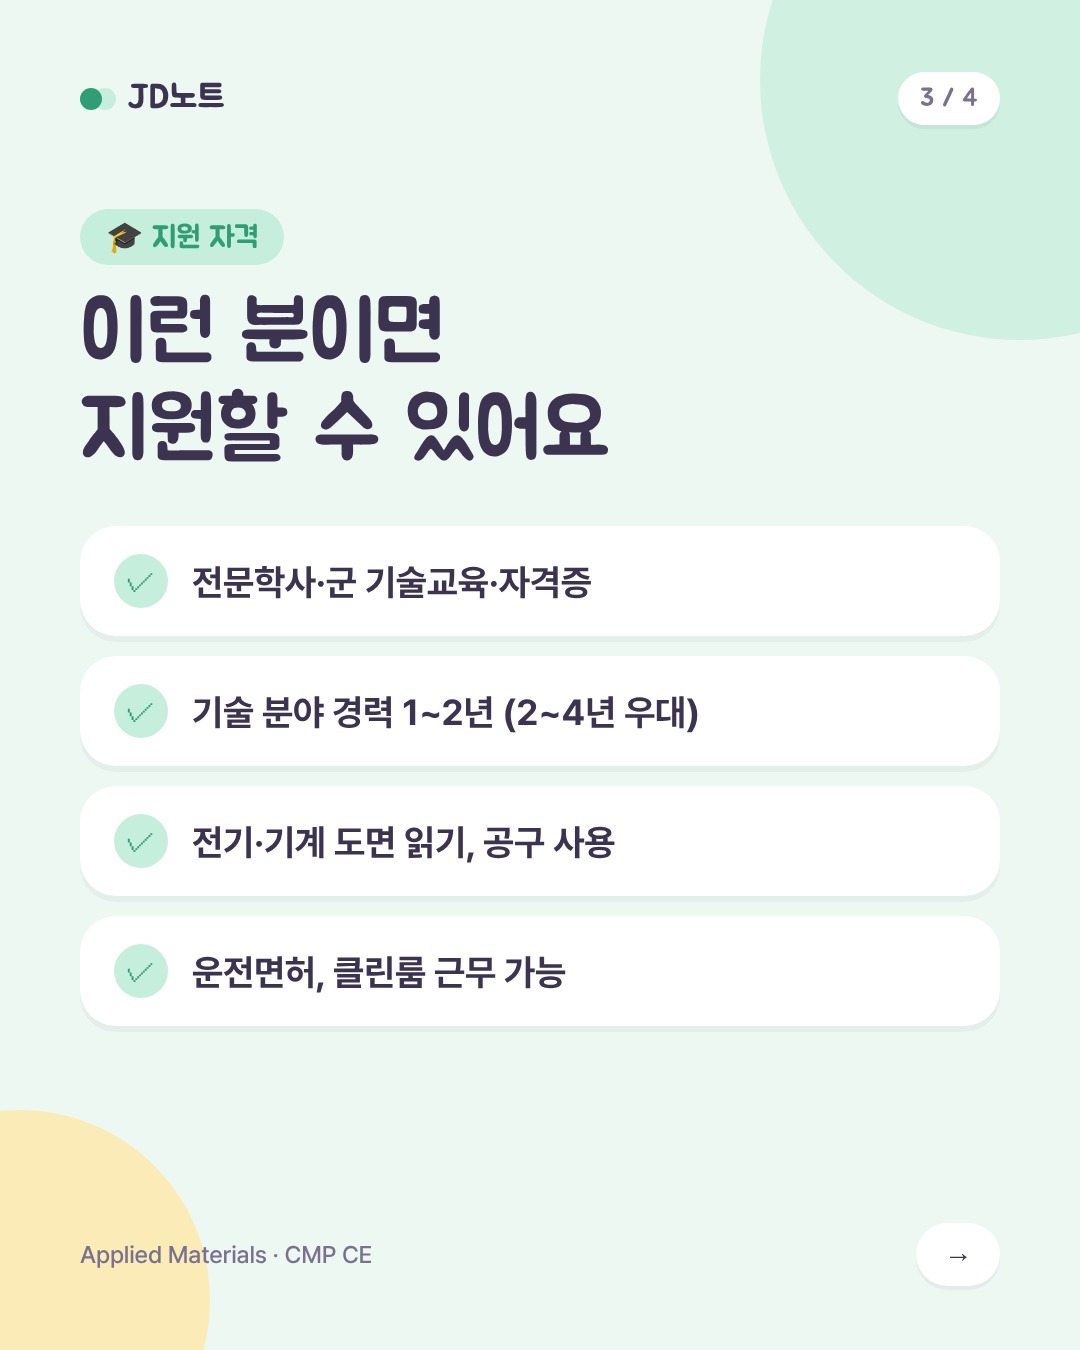 JD노트
3 / 4
🎓 지원 자격
이런 분이면
지원할 수 있어요
✓ 전문학사·군 기술교육·자격증
✓ 기술 분야 경력 1~2년 (2~4년 우대)
✓ 전기·기계 도면 읽기, 공구 사용
✓ 운전면허, 클린룸 근무 가능
Applied Materials · CMP CE
→